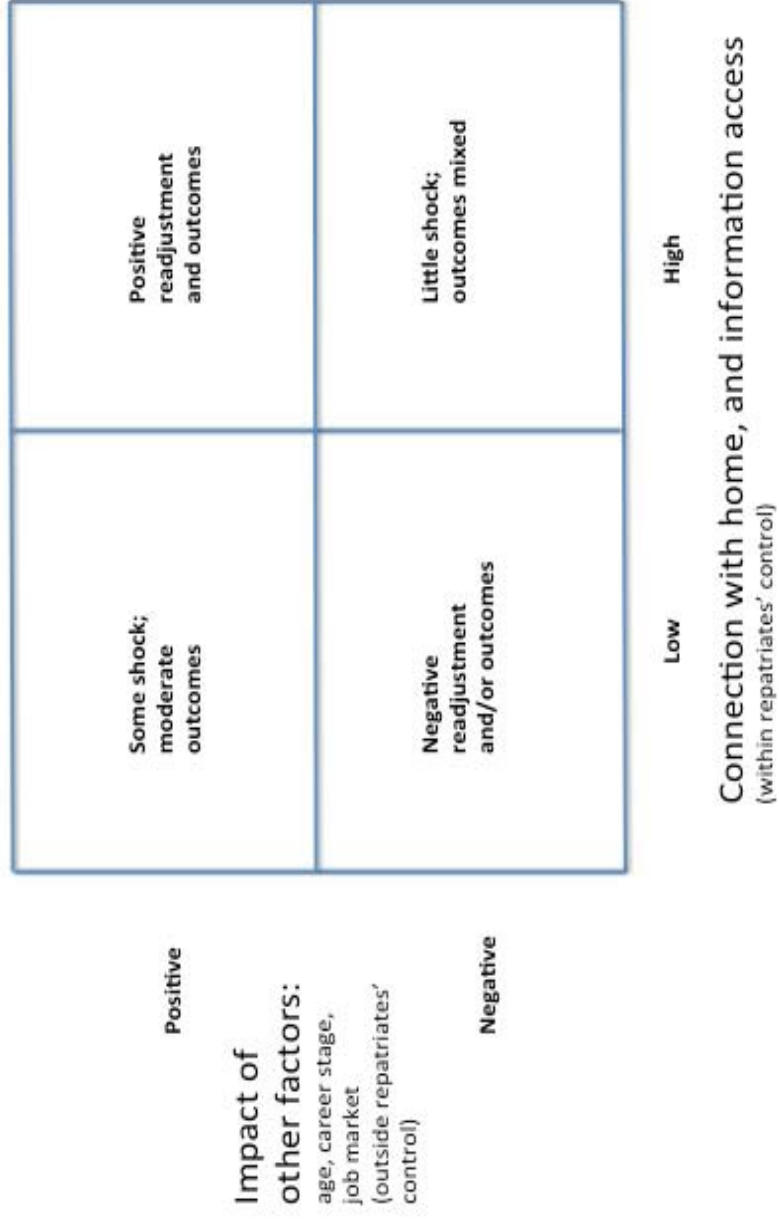 Positive
Impact of
other factors:
age, career stage,
job market
(outside repatriates’
control)
Negative
Some shock;
moderate
outcomes
Positive
readjustment
and outcomes
Negative
readjustment
and/or outcomes
Little shock;
outcomes mixed
Low
High
Connection with home, and information access
(within repatriates’ control)